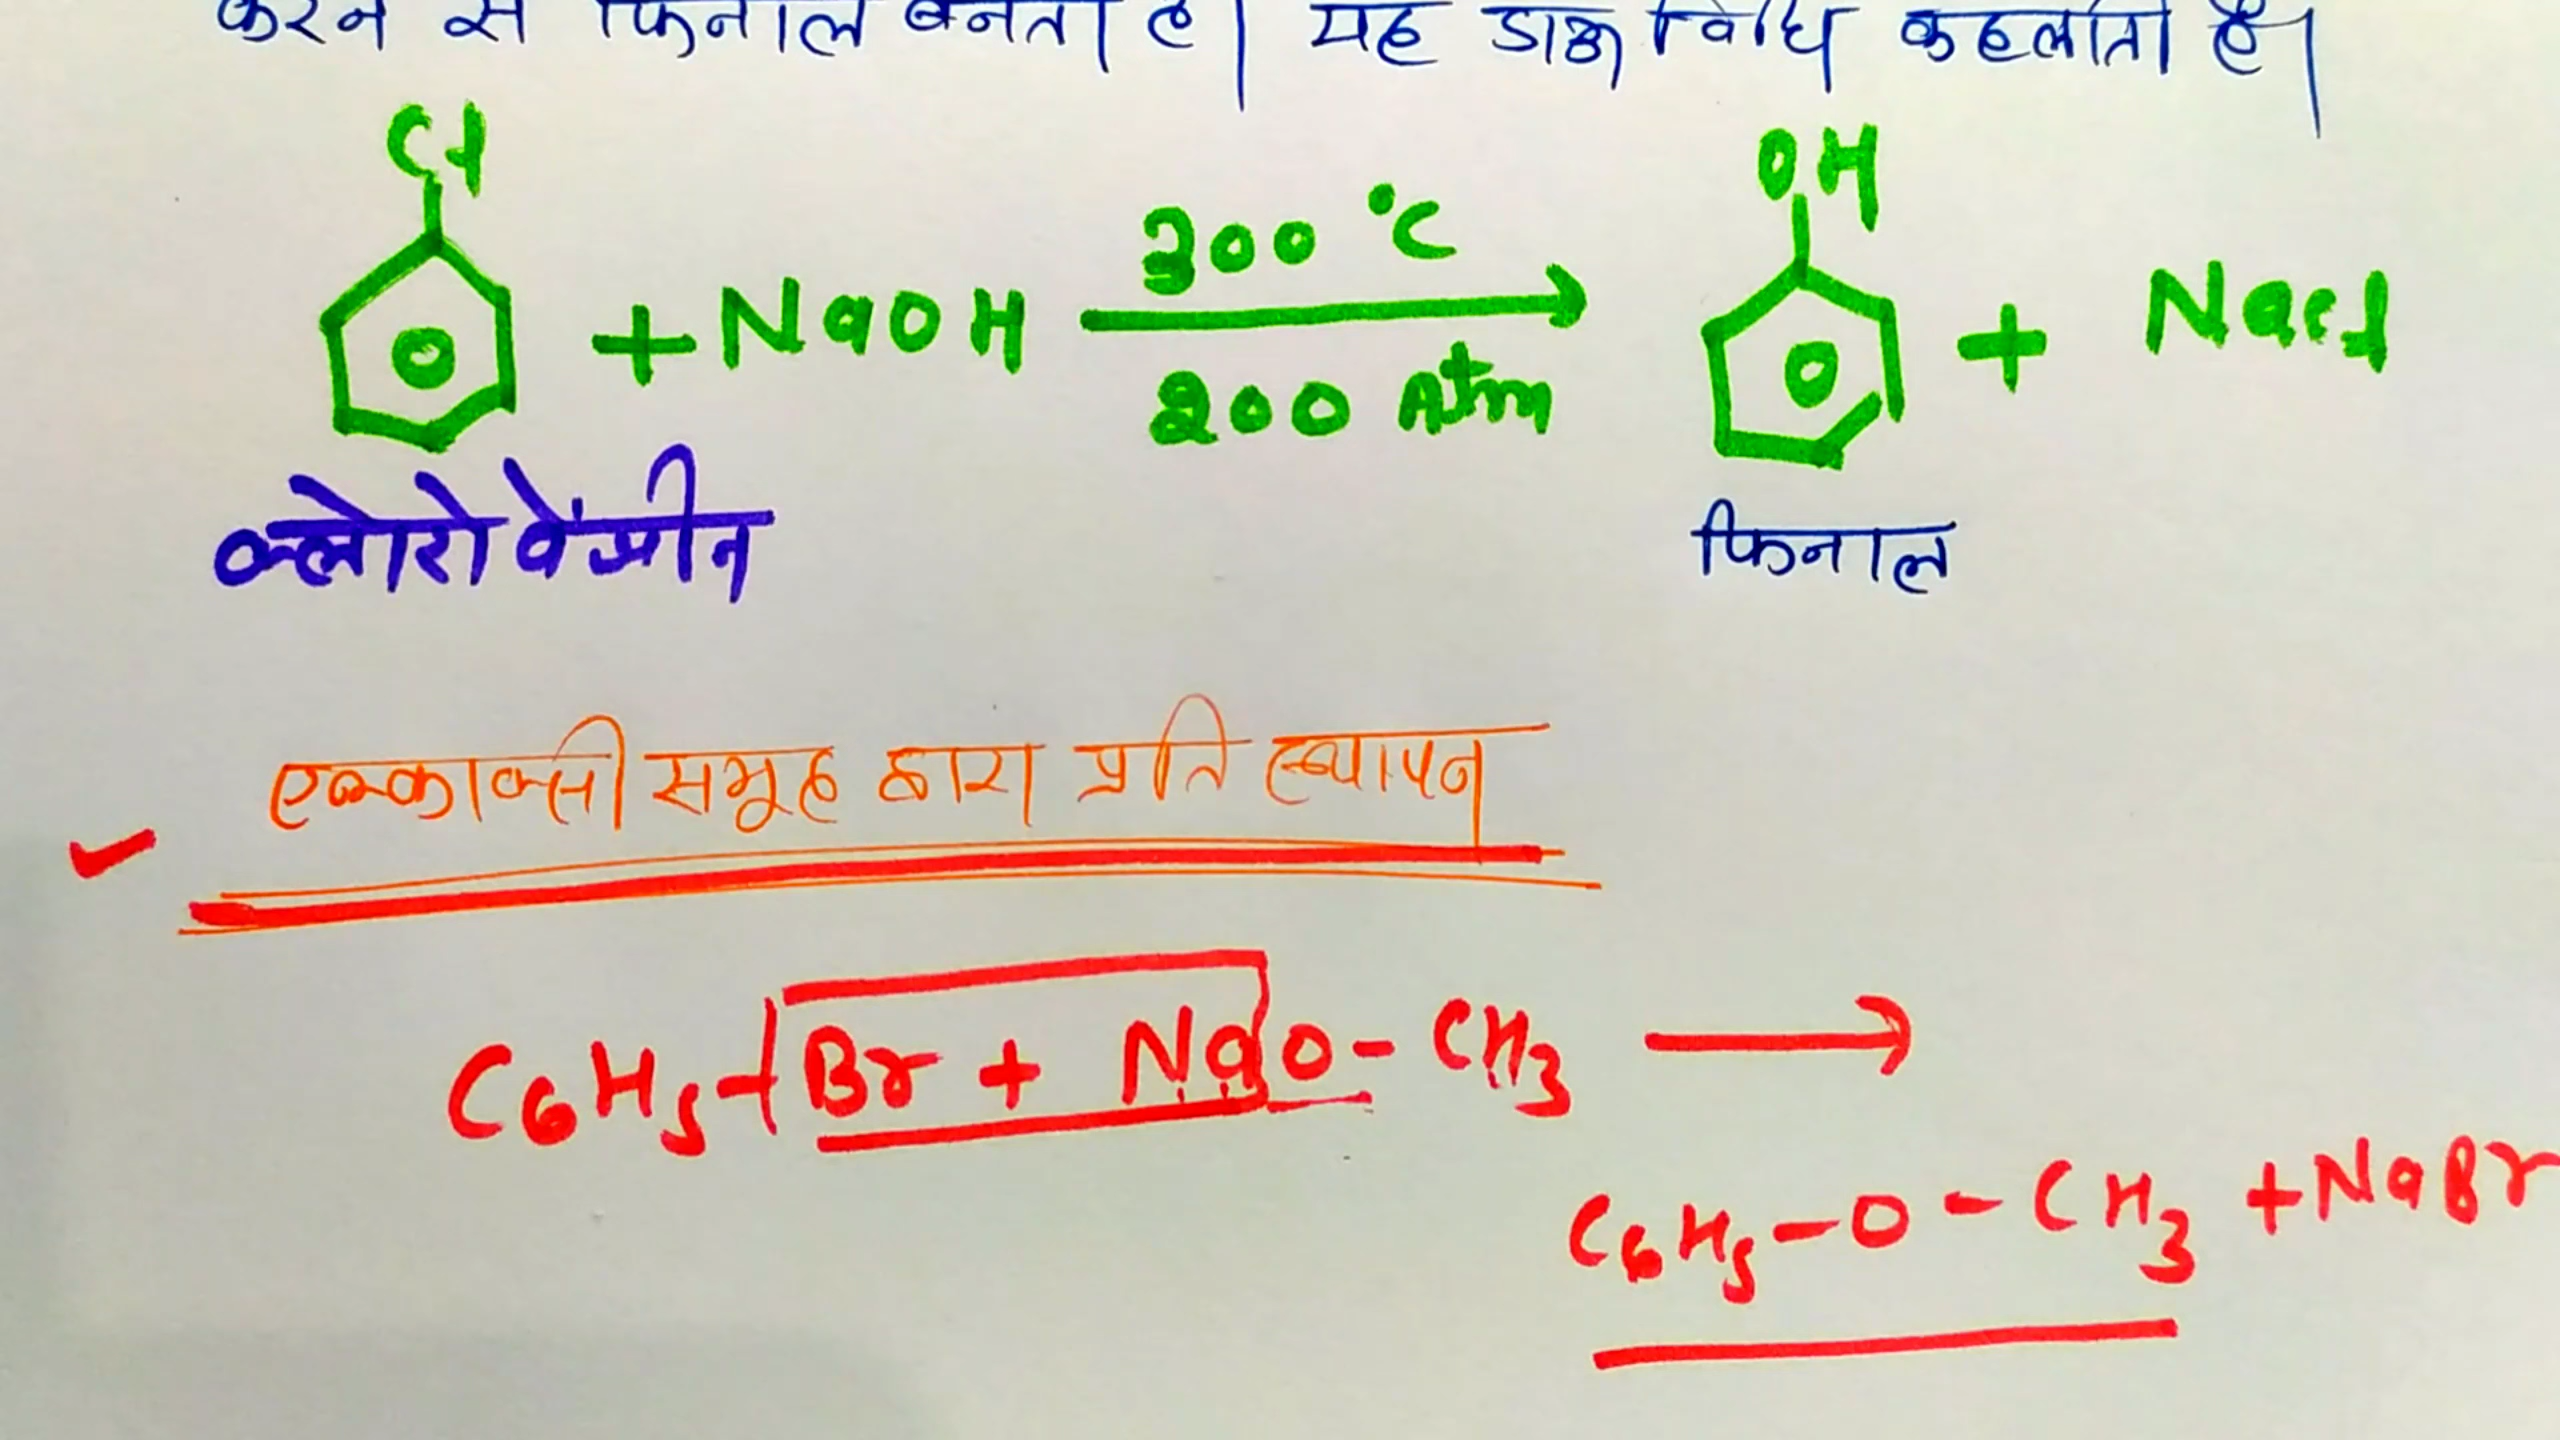 करने से फिनाल बनता है। यह डाऊ विधि कहलाती है।
Cl OH
+ NaOH 300 °C + NaCl
200 Atm
क्लोरो बेंजीन फिनाल
एल्काक्सी समूह द्वारा प्रति स्थापन
C6H5-Br + NaO-CH3 →
C6H5-O-CH3 + NaBr